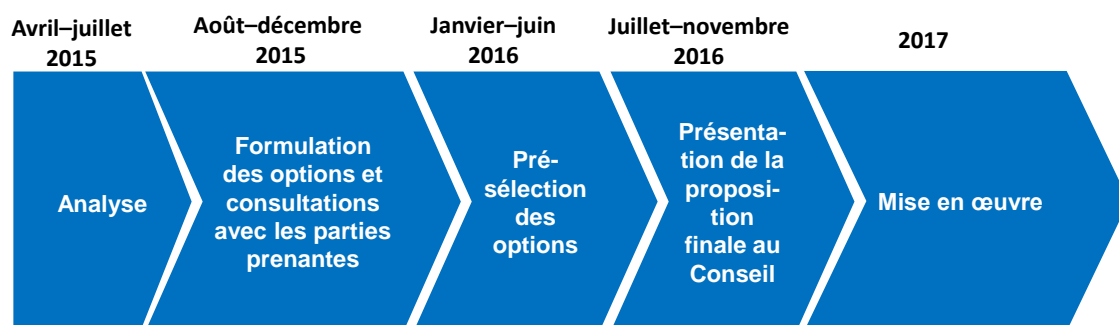 Avril–juillet
2015
Août–décembre
2015
Janvier–juin
2016
Juillet–novembre
2016
2017
Analyse
Formulation
des options et
consultations
avec les parties
prenantes
Pré-
sélection
des
options
Présenta-
tion de la
proposi-
tion
finale au
Conseil
Mise en œuvre